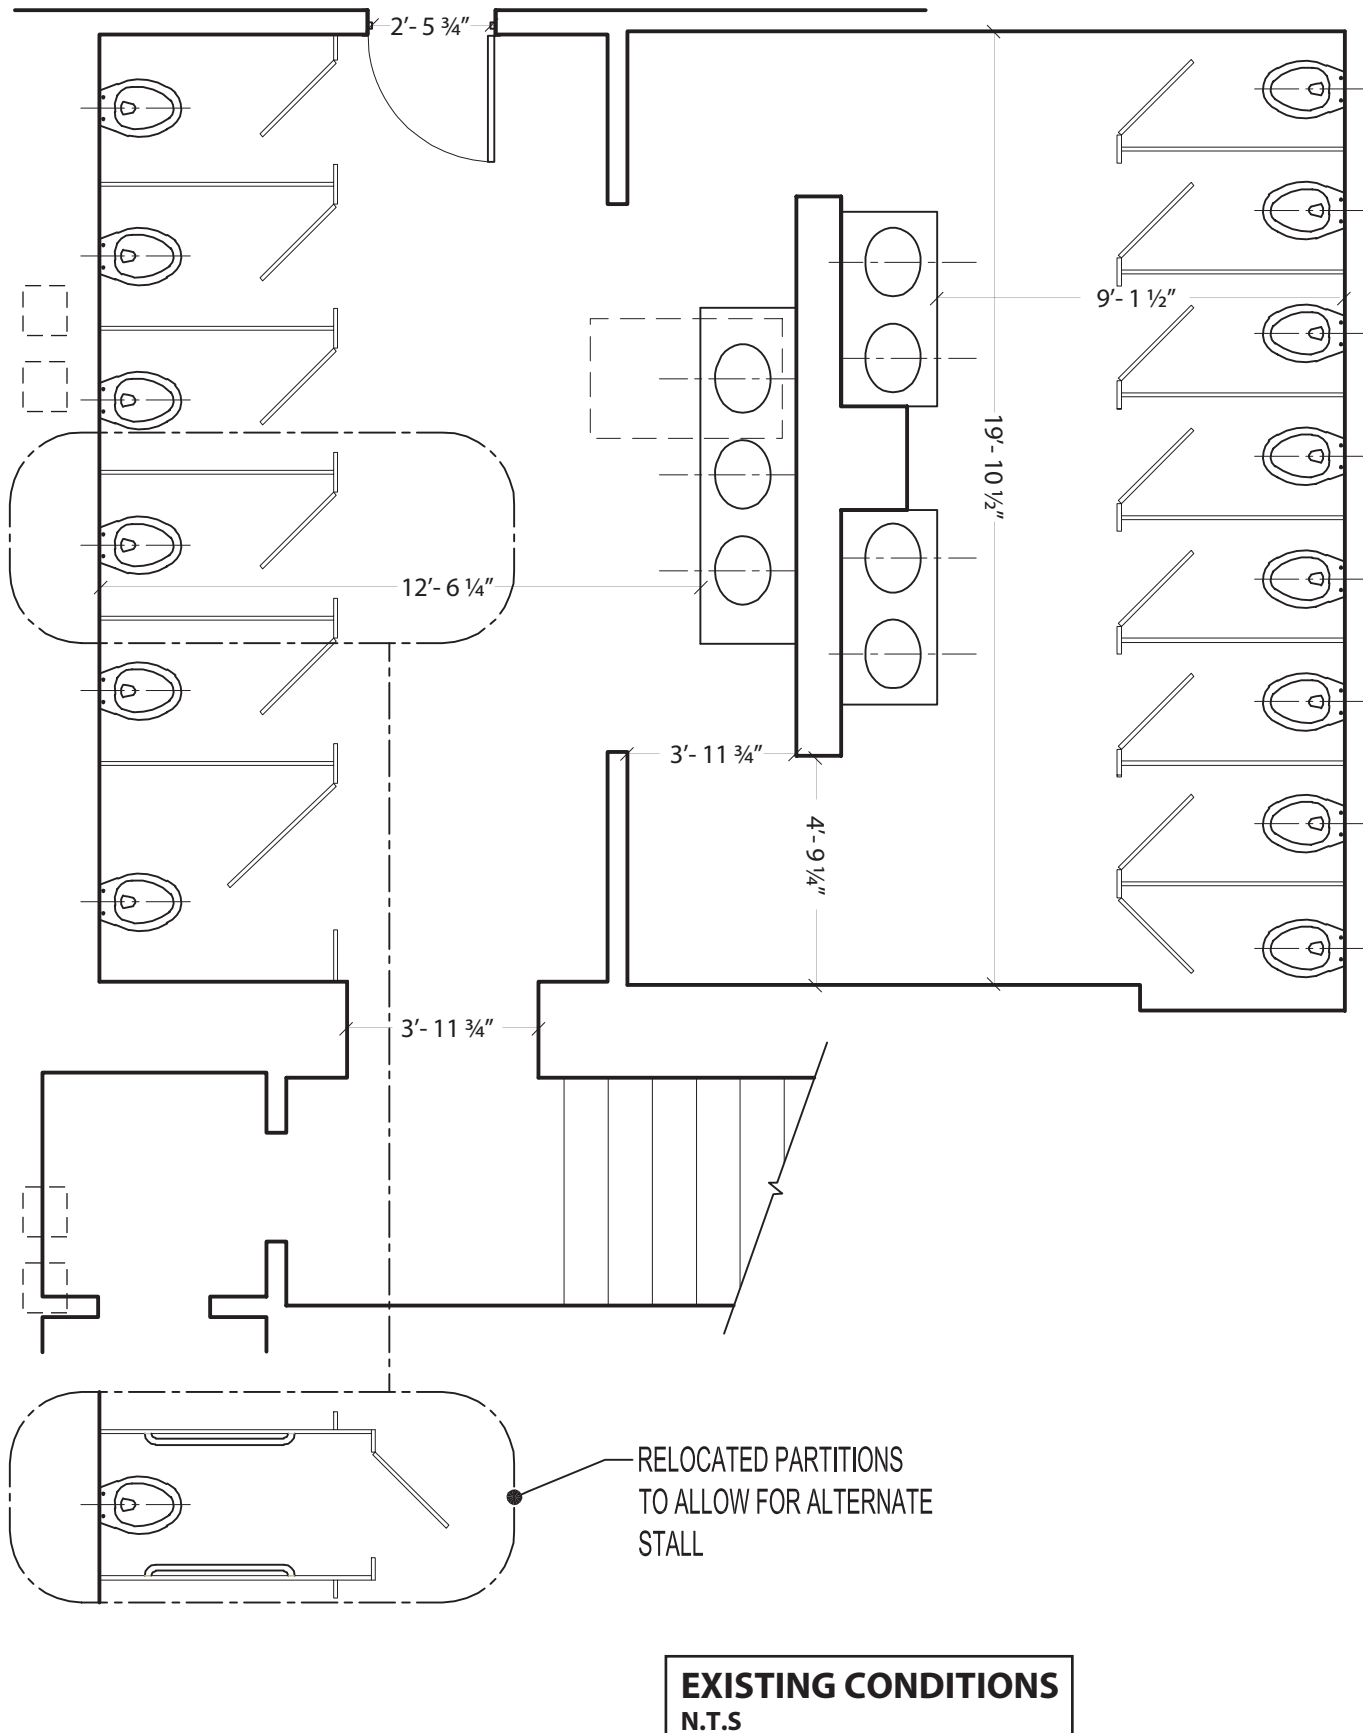 2'- 5 ¾"
9'- 1 ½"
19'- 10 ½"
12'- 6 ¼"
3'- 11 ¾"
4'- 9 ¼"
3'- 11 ¾"
RELOCATED PARTITIONS
TO ALLOW FOR ALTERNATE
STALL
EXISTING CONDITIONS
N.T.S